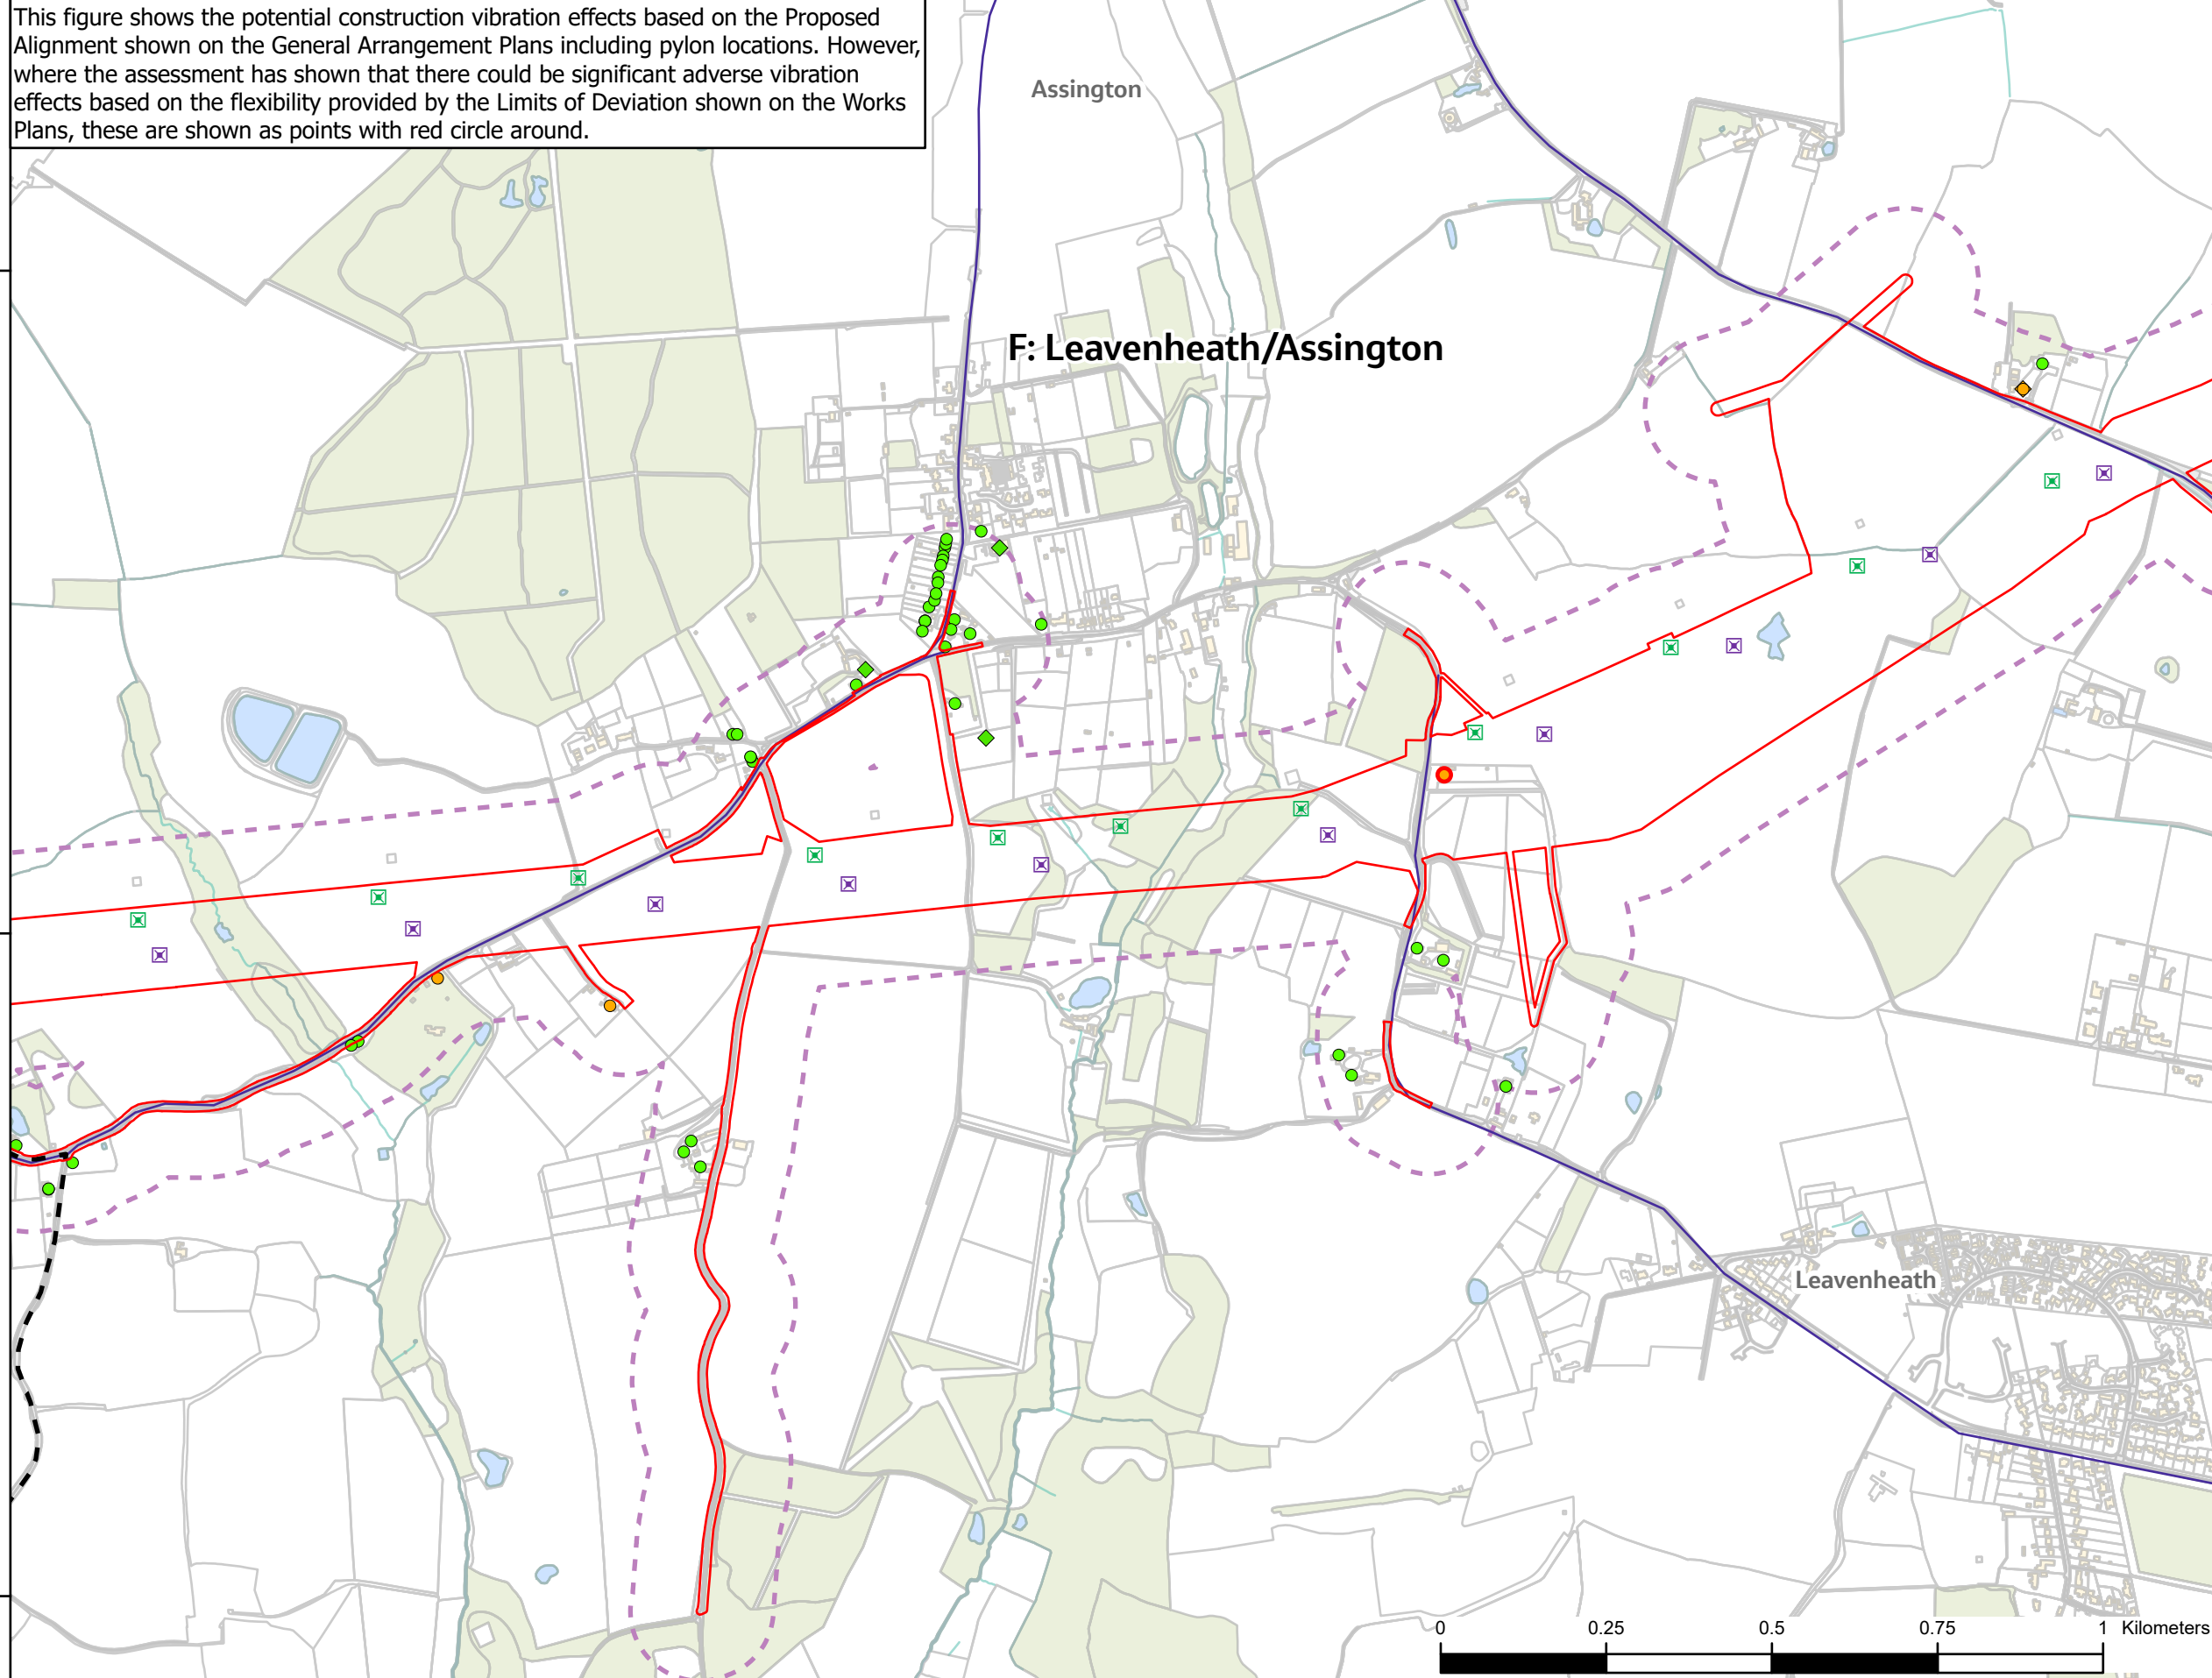 This figure shows the potential construction vibration effects based on the Proposed
Alignment shown on the General Arrangement Plans including pylon locations. However,
where the assessment has shown that there could be significant adverse vibration
effects based on the flexibility provided by the Limits of Deviation shown on the Works
Plans, these are shown as points with red circle around.
Assington
F: Leavenheath/Assington
Leavenheath
0 0.25 0.5 0.75 1 Kilometers